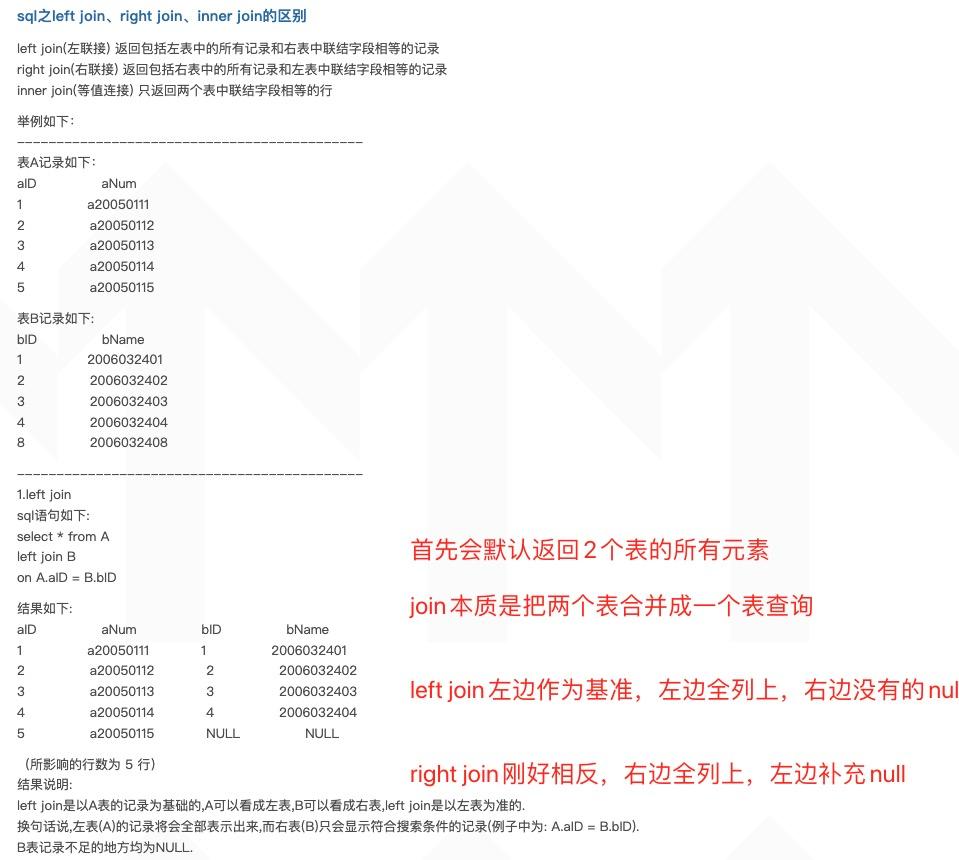 sql之left join、right join、inner join的区别
left join(左联接) 返回包括左表中的所有记录和右表中联结字段相等的记录
right join(右联接) 返回包括右表中的所有记录和左表中联结字段相等的记录
inner join(等值连接) 只返回两个表中联结字段相等的行
举例如下：
--------------------------------------------
表A记录如下：
aID aNum
1 a20050111
2 a20050112
3 a20050113
4 a20050114
5 a20050115
表B记录如下:
bID bName
1 2006032401
2 2006032402
3 2006032403
4 2006032404
8 2006032408
--------------------------------------------
1.left join
sql语句如下:
select * from A
left join B
on A.aID = B.bID
首先会默认返回2个表的所有元素
join本质是把两个表合并成一个表查询
结果如下:
aID aNum bID bName
1 a20050111 1 2006032401
2 a20050112 2 2006032402
3 a20050113 3 2006032403
4 a20050114 4 2006032404
5 a20050115 NULL NULL
left join左边作为基准，左边全列上，右边没有的nul
right join刚好相反，右边全列上，左边补充null
（所影响的行数为 5 行）
结果说明:
left join是以A表的记录为基础的,A可以看成左表,B可以看成右表,left join是以左表为准的.
换句话说,左表(A)的记录将会全部表示出来,而右表(B)只会显示符合搜索条件的记录(例子中为: A.aID = B.bID).
B表记录不足的地方均为NULL.